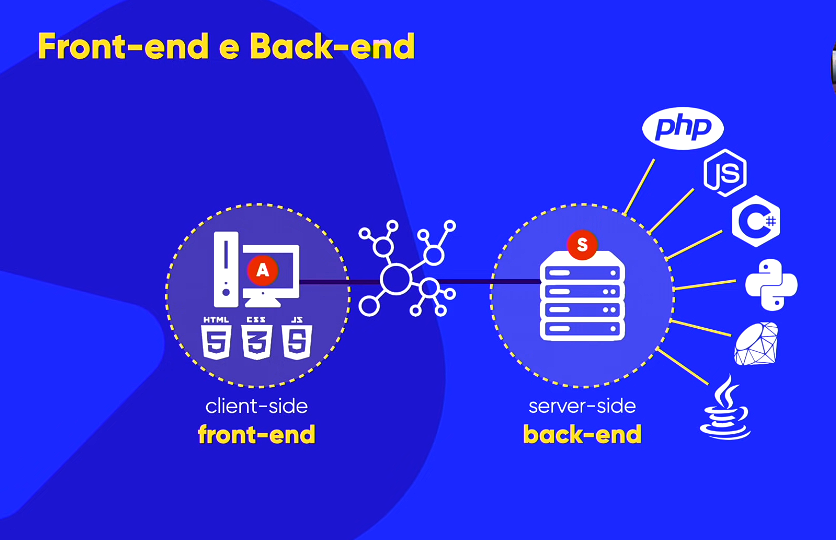 Front-end e Back-end
php
JS
C#
A
S
HTML CSS JS
5 3 S
client-side
front-end
server-side
back-end